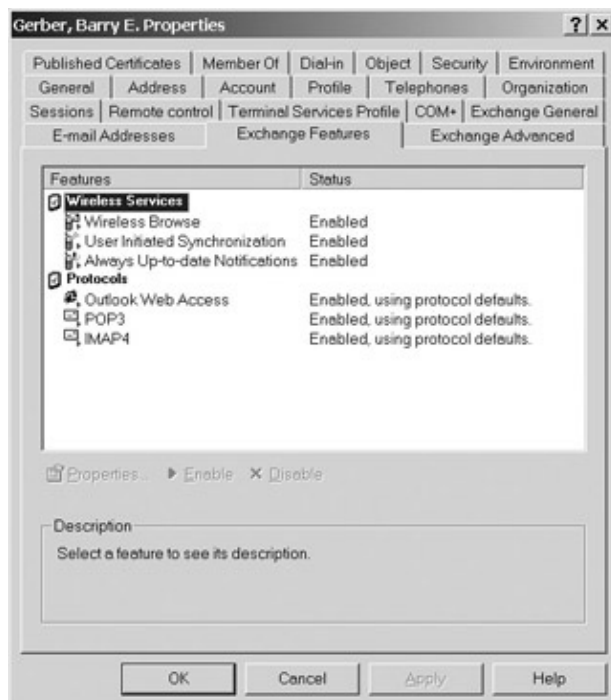 Gerber, Barry E. Properties
Published Certificates Member Of Dial-in Object Security Environment
General Address Account Profile Telephones Organization
Sessions Remote control Terminal Services Profile COM+ Exchange General
E-mail Addresses Exchange Features Exchange Advanced
Features Status
Wireless Services
Wireless Browse Enabled
User Initiated Synchronization Enabled
Always Up-to-date Notifications Enabled
Protocols
Outlook Web Access Enabled, using protocol defaults.
POP3 Enabled, using protocol defaults.
IMAP4 Enabled, using protocol defaults.
Properties... Enable Disable
Description
Select a feature to see its description.
OK Cancel Apply Help